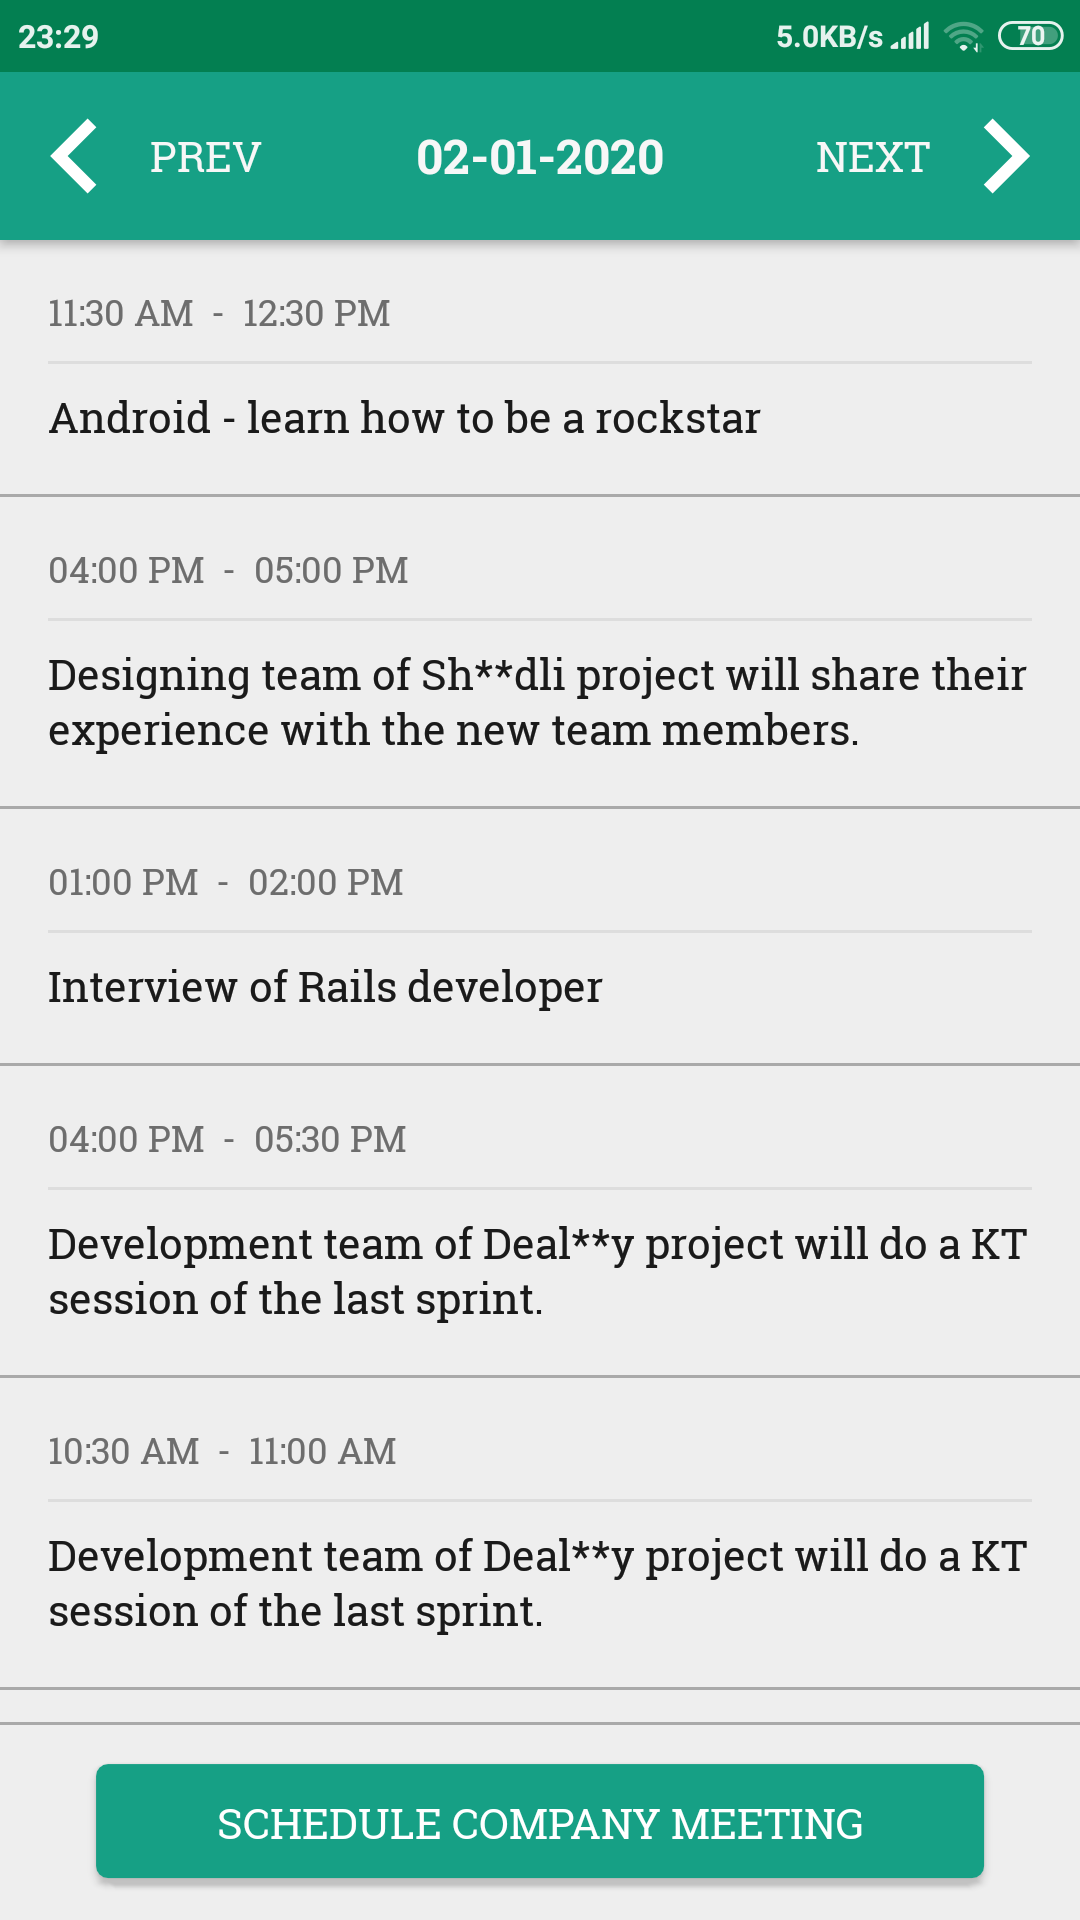 23:29 5.0KB/s 70
PREV 02-01-2020 NEXT
11:30 AM - 12:30 PM
Android - learn how to be a rockstar
04:00 PM - 05:00 PM
Designing team of Sh**dli project will share their
experience with the new team members.
01:00 PM - 02:00 PM
Interview of Rails developer
04:00 PM - 05:30 PM
Development team of Deal**y project will do a KT
session of the last sprint.
10:30 AM - 11:00 AM
Development team of Deal**y project will do a KT
session of the last sprint.
SCHEDULE COMPANY MEETING